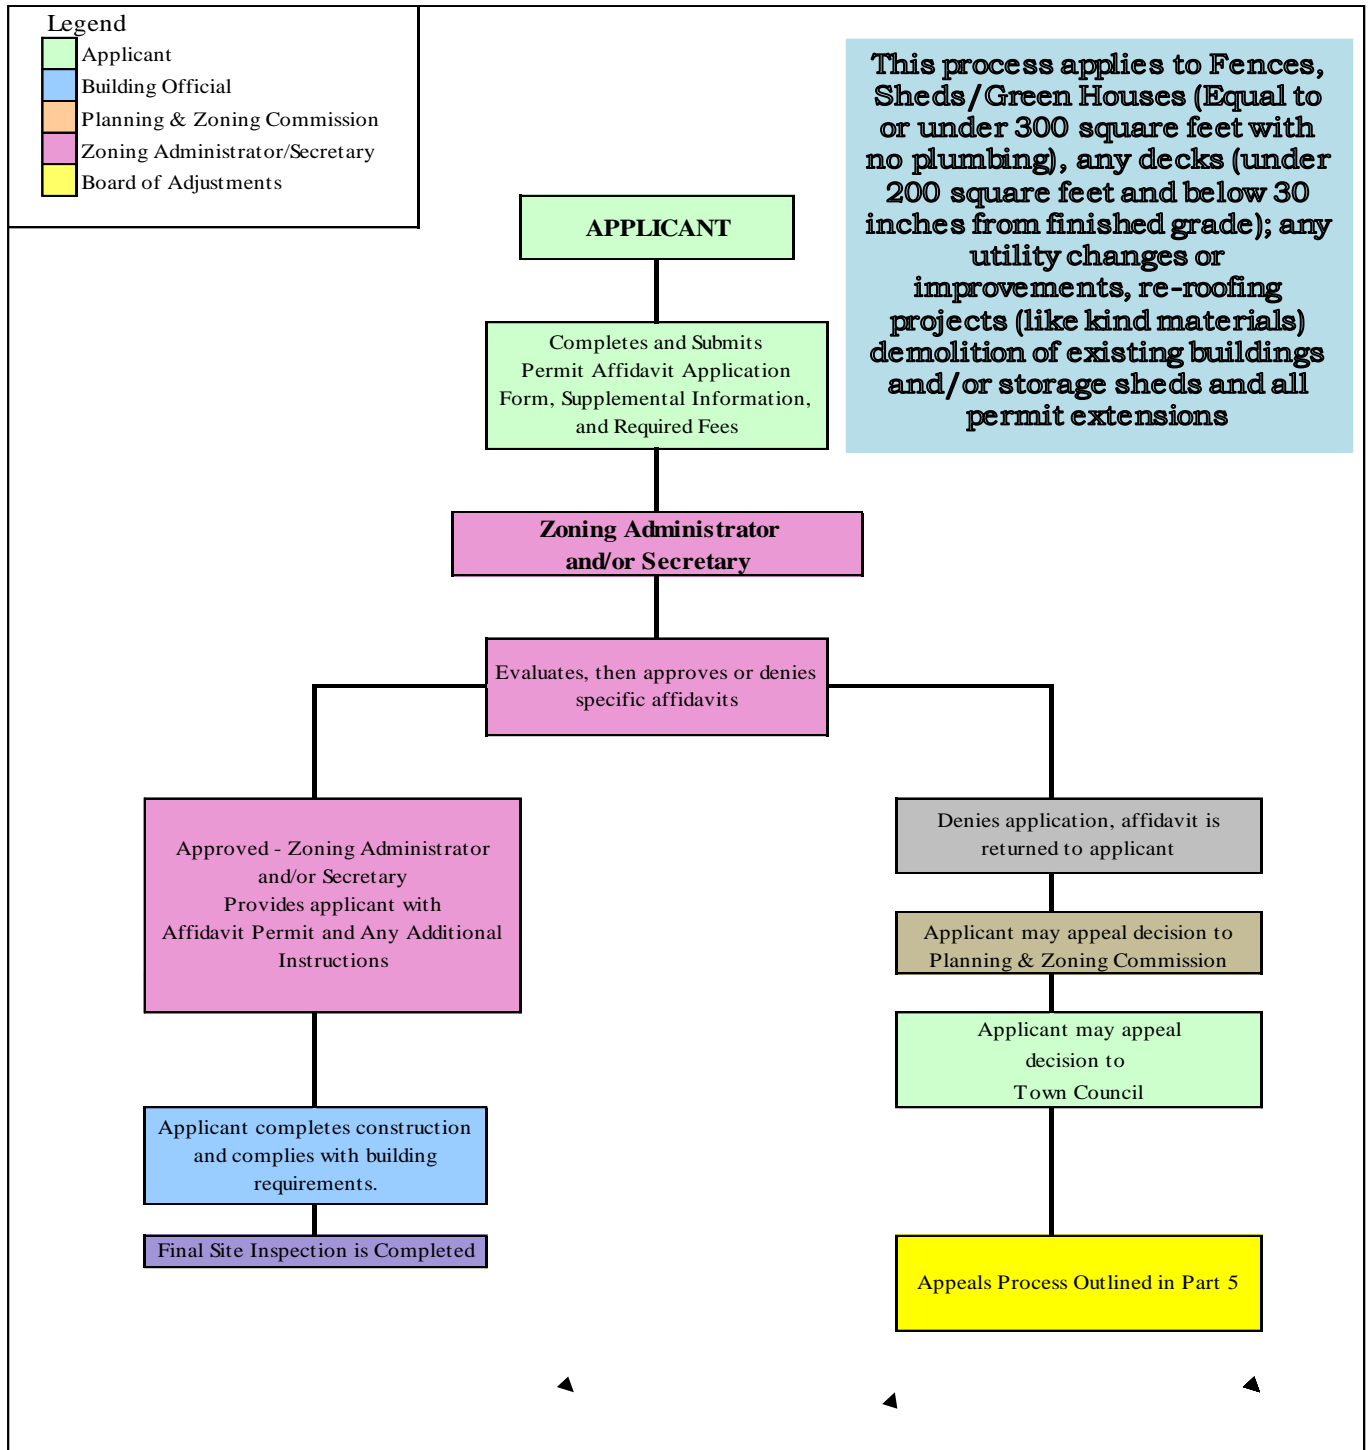 Legend
Applicant
Building Official
Planning & Zoning Commission
Zoning Administrator/Secretary
Board of Adjustments
This process applies to Fences,
Sheds/Green Houses (Equal to
or under 300 square feet with
no plumbing), any decks (under
200 square feet and below 30
inches from finished grade); any
utility changes or
improvements, re-roofing
projects (like kind materials)
demolition of existing buildings
and/or storage sheds and all
permit extensions
APPLICANT
Completes and Submits
Permit Affidavit Application
Form, Supplemental Information,
and Required Fees
Zoning Administrator
and/or Secretary
Evaluates, then approves or denies
specific affidavits
Approved - Zoning Administrator
and/or Secretary
Provides applicant with
Affidavit Permit and Any Additional
Instructions
Applicant completes construction
and complies with building
requirements.
Final Site Inspection is Completed
Denies application, affidavit is
returned to applicant
Applicant may appeal decision to
Planning & Zoning Commission
Applicant may appeal
decision to
Town Council
Appeals Process Outlined in Part 5